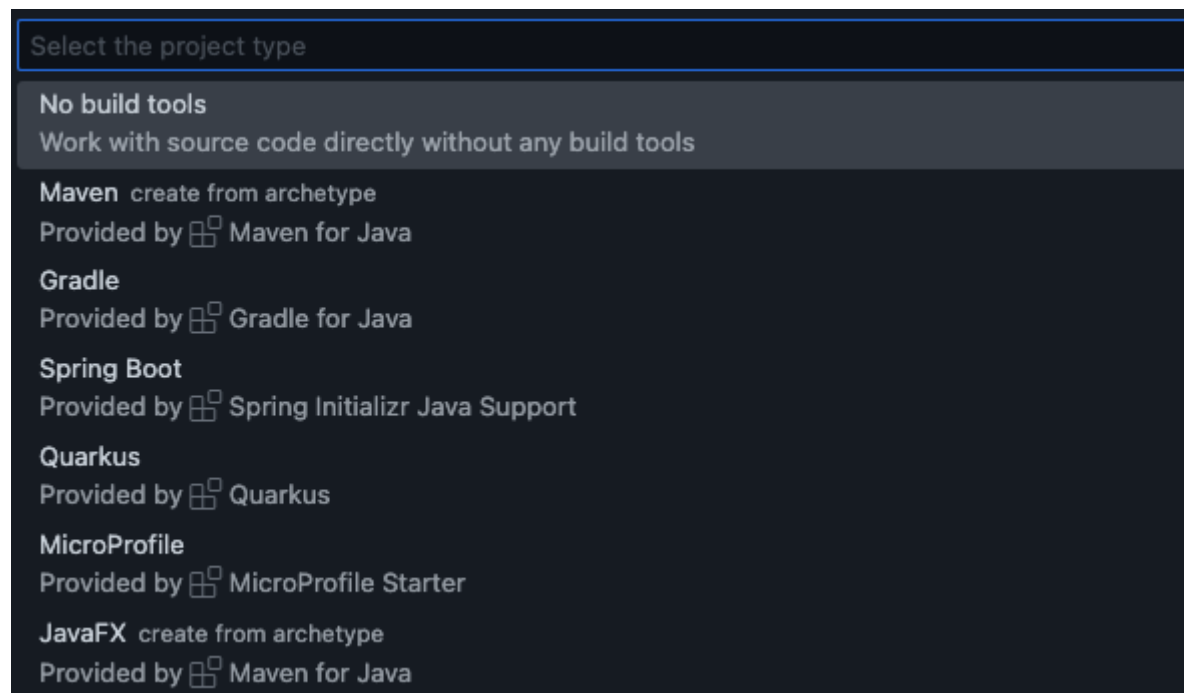 Select the project type
No build tools
Work with source code directly without any build tools
Maven create from archetype
Provided by Maven for Java
Gradle
Provided by Gradle for Java
Spring Boot
Provided by Spring Initializr Java Support
Quarkus
Provided by Quarkus
MicroProfile
Provided by MicroProfile Starter
JavaFX create from archetype
Provided by Maven for Java